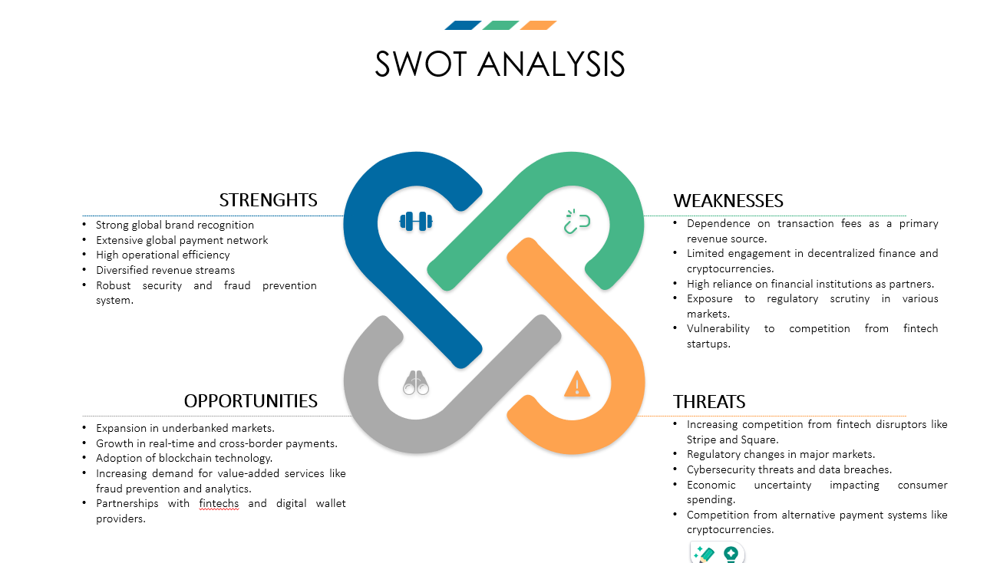 SWOT ANALYSIS
STRENGHTS
• Strong global brand recognition
• Extensive global payment network
• High operational efficiency
• Diversified revenue streams
• Robust security and fraud prevention
system.
WEAKNESSES
• Dependence on transaction fees as a primary
revenue source.
• Limited engagement in decentralized finance and
cryptocurrencies.
• High reliance on financial institutions as partners.
• Exposure to regulatory scrutiny in various
markets.
• Vulnerability to competition from fintech
startups.
OPPORTUNITIES
• Expansion in underbanked markets.
• Growth in real-time and cross-border payments.
• Adoption of blockchain technology.
• Increasing demand for value-added services like
fraud prevention and analytics.
• Partnerships with fintechs and digital wallet
providers.
THREATS
• Increasing competition from fintech disruptors like
Stripe and Square.
• Regulatory changes in major markets.
• Cybersecurity threats and data breaches.
• Economic uncertainty impacting consumer
spending.
• Competition from alternative payment systems like
cryptocurrencies.